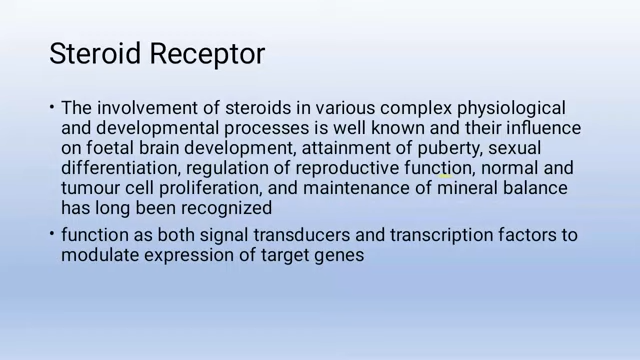 Steroid Receptor
• The involvement of steroids in various complex physiological
and developmental processes is well known and their influence
on foetal brain development, attainment of puberty, sexual
differentiation, regulation of reproductive function, normal and
tumour cell proliferation, and maintenance of mineral balance
has long been recognized
• function as both signal transducers and transcription factors to
modulate expression of target genes